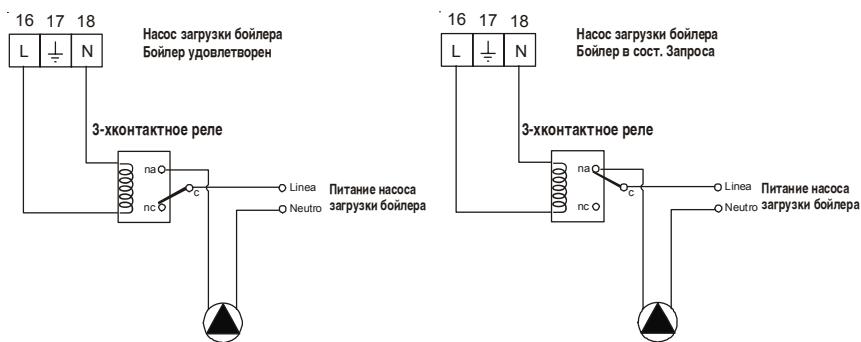 16 17 18
L N
Насос загрузки бойлера
Бойлер удовлетворен
3-хконтактное реле
na
c
nc
Linea
Neutro
Питание насоса
загрузки бойлера
16 17 18
L N
Насос загрузки бойлера
Бойлер в сост. Запроса
3-хконтактное реле
na
c
nc
Linea
Neutro
Питание насоса
загрузки бойлера